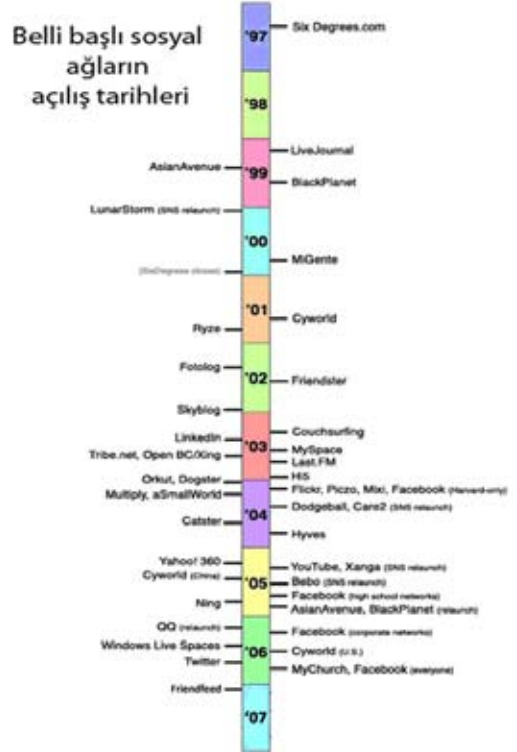 Belli başlı sosyal
ağların
açılış tarihleri
'97
Six Degrees.com
'98
'99
LiveJournal
AsianAvenue
BlackPlanet
LunarStorm (SNS relaunch)
'00
MiGente
(SixDegrees closes)
'01
Cyworld
Ryze
'02
Fotolog
Friendster
Skyblog
'03
Couchsurfing
LinkedIn
MySpace
Tribe.net, Open BC/Xing
Last.FM
Hi5
Orkut, Dogster
Flickr, Piczo, Mixi, Facebook (Harvard-only)
Multiply, aSmallWorld
'04
Dodgeball, Care2 (SNS relaunch)
Catster
Hyves
Yahoo! 360
YouTube, Xanga (SNS relaunch)
Cyworld (China)
'05
Bebo (SNS relaunch)
Facebook (high school networks)
Ning
AsianAvenue, BlackPlanet (relaunch)
QQ (relaunch)
Facebook (corporate networks)
Windows Live Spaces
'06
Cyworld (U.S.)
Twitter
MyChurch, Facebook (everyone)
Friendfeed
'07